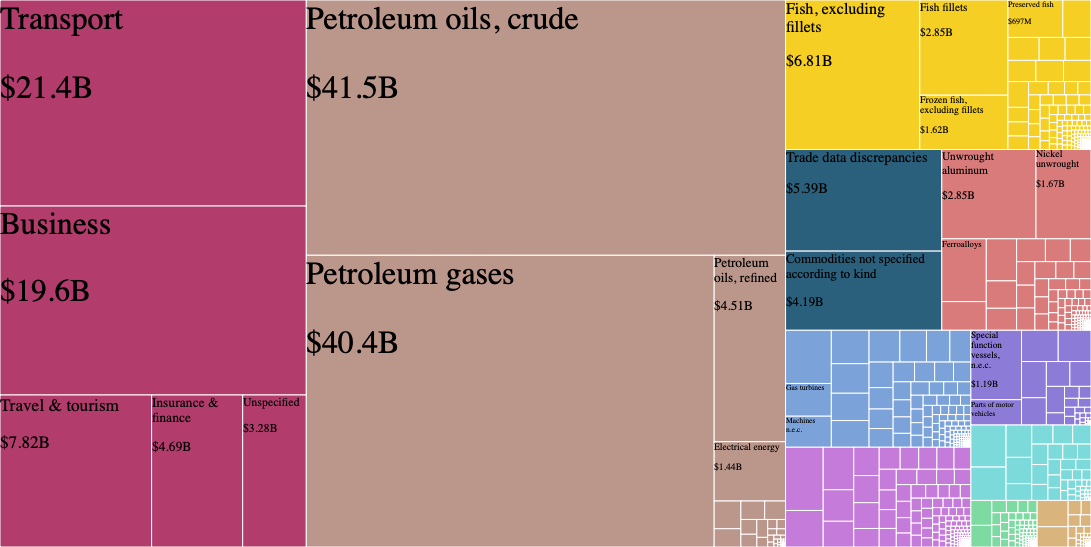 Transport
$21.4B
Business
$19.6B
Travel & tourism
$7.82B
Insurance &
finance
$4.69B
Unspecified
$3.28B
Petroleum oils, crude
$41.5B
Petroleum gases
$40.4B
Petroleum
oils, refined
$4.51B
Electrical energy
$1.44B
Fish, excluding
fillets
$6.81B
Fish fillets
$2.85B
Frozen fish,
excluding fillets
$1.62B
Preserved fish
$697M
Trade data discrepancies
$5.39B
Commodities not specified
according to kind
$4.19B
Unwrought
aluminum
$2.85B
Nickel
unwrought
$1.67B
Ferroalloys
Gas turbines
Machines
n.e.c.
Special
function
vessels,
n.e.c.
$1.19B
Parts of motor
vehicles